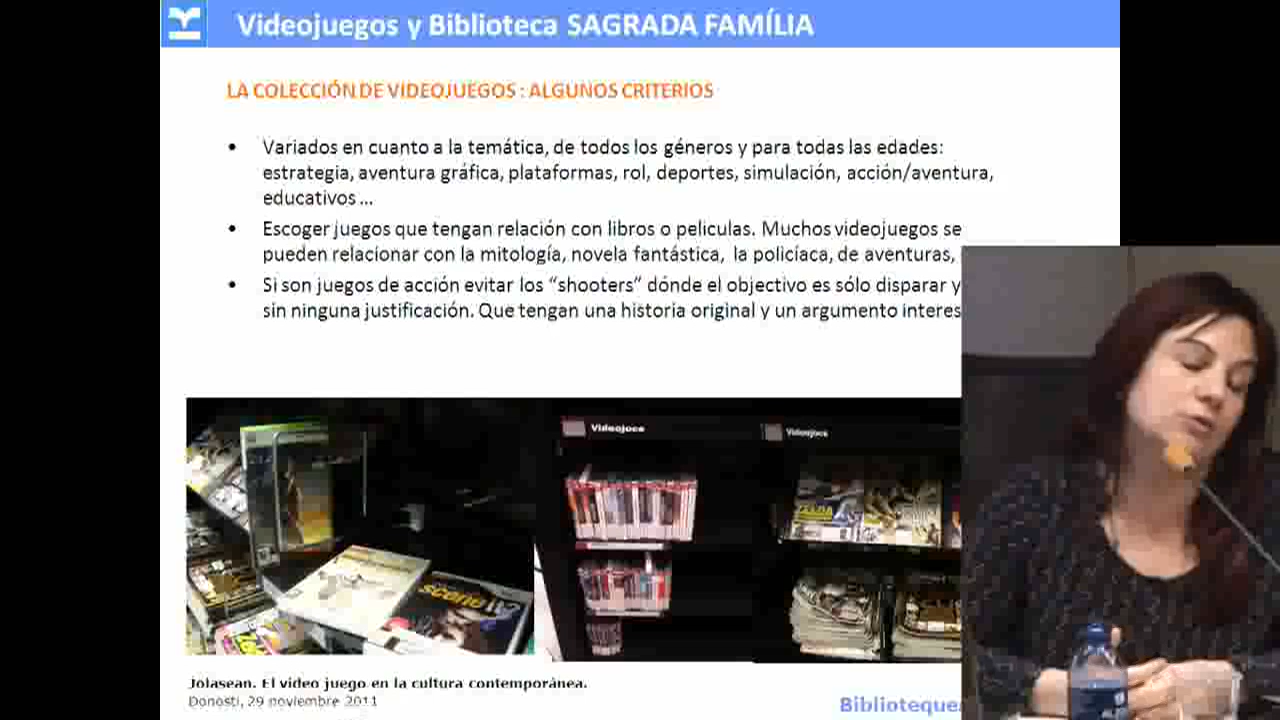 Videojuegos y Biblioteca SAGRADA FAMÍLIA
LA COLECCIÓN DE VIDEOJUEGOS : ALGUNOS CRITERIOS
• Variados en cuanto a la temática, de todos los géneros y para todas las edades:
estrategia, aventura gráfica, plataformas, rol, deportes, simulación, acción/aventura,
educativos ...
• Escoger juegos que tengan relación con libros o peliculas. Muchos videojuegos se
pueden relacionar con la mitología, novela fantástica, la policíaca, de aventuras,
• Si son juegos de acción evitar los “shooters” dónde el objectivo es sólo disparar y
sin ninguna justificación. Que tengan una historia original y un argumento interes
Videojocs
Videojocs
ZELDA
Jolasean. El video juego en la cultura contemporánea.
Donosti, 29 noviembre 2011
Biblioteque